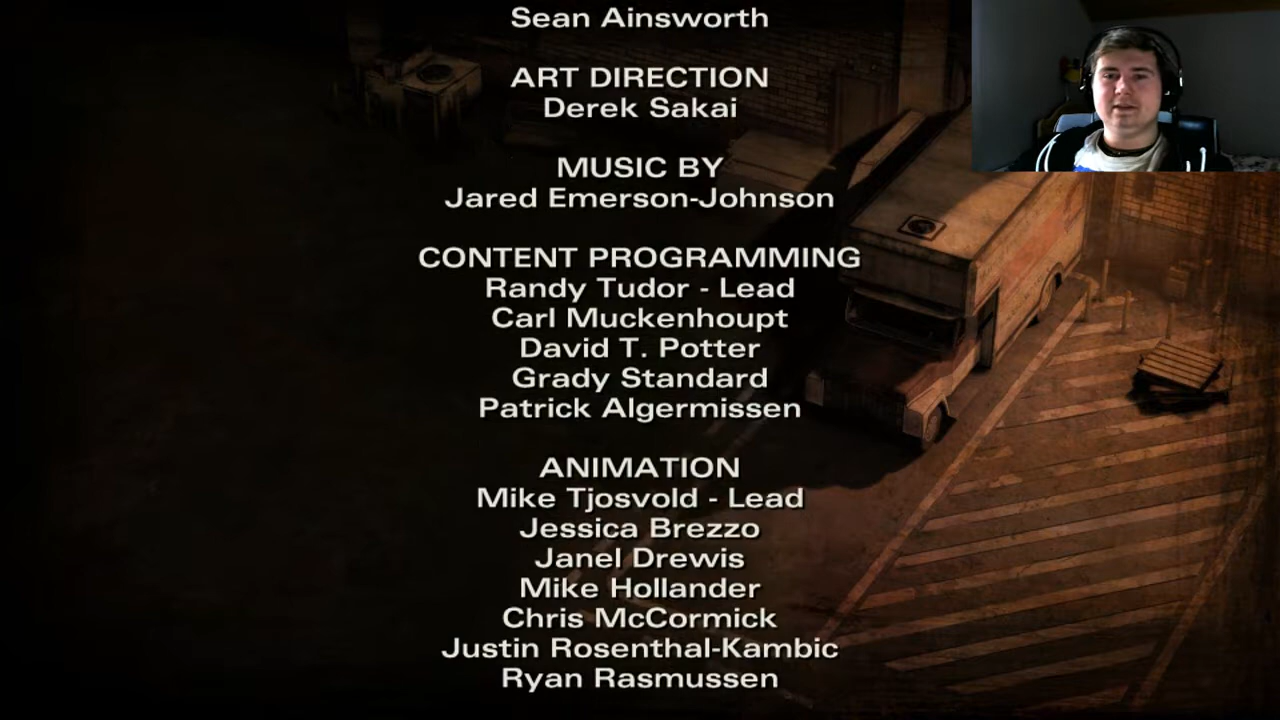 Sean Ainsworth
ART DIRECTION
Derek Sakai
MUSIC BY
Jared Emerson-Johnson
CONTENT PROGRAMMING
Randy Tudor - Lead
Carl Muckenhoupt
David T. Potter
Grady Standard
Patrick Algermissen
ANIMATION
Mike Tjosvold - Lead
Jessica Brezzo
Janel Drewis
Mike Hollander
Chris McCormick
Justin Rosenthal-Kambic
Ryan Rasmussen